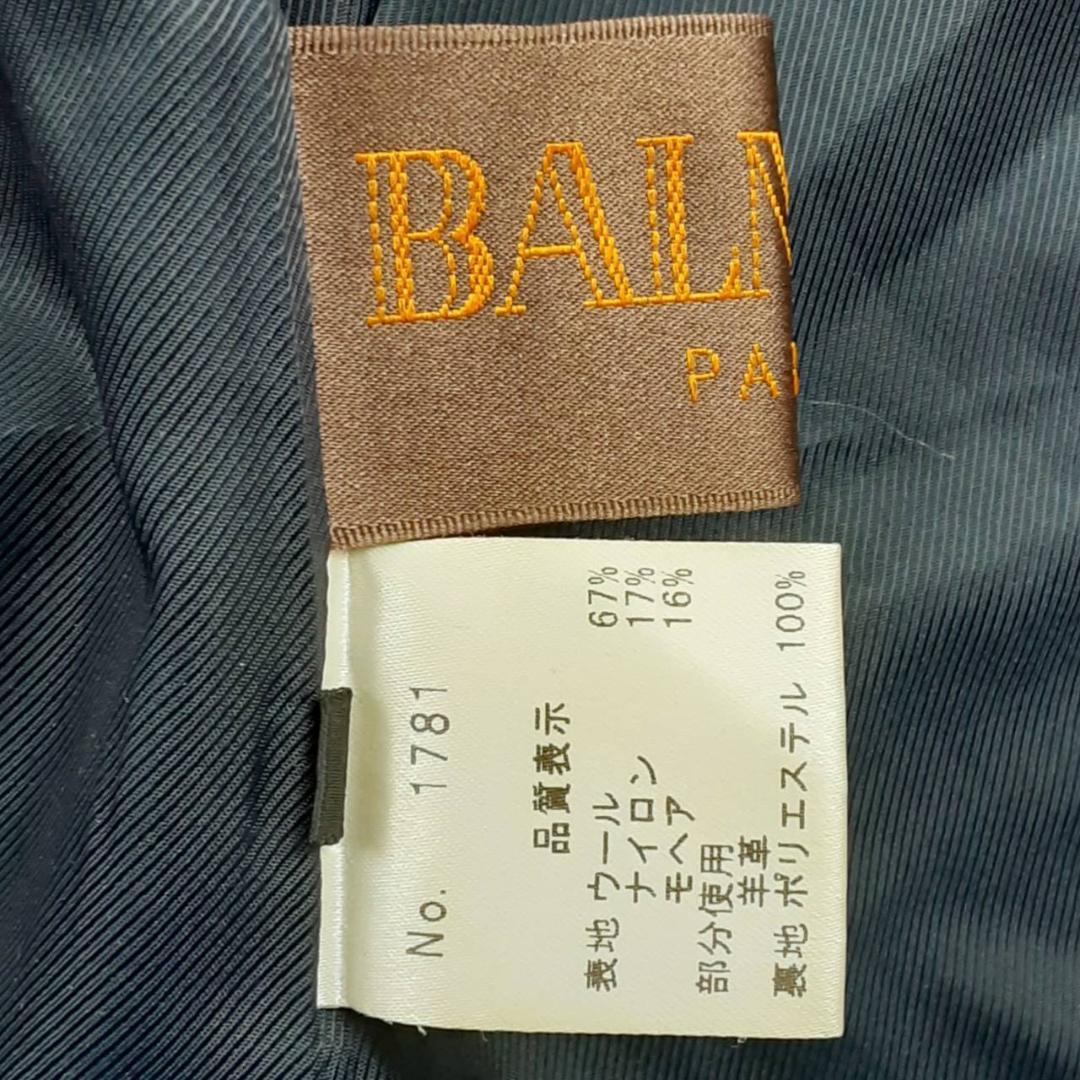 BALM
PA
No. 1781
品質表示
表地 ウール 67%
ナイロン 17%
モヘア 16%
部分使用
羊革
裏地 ポリエステル 100%